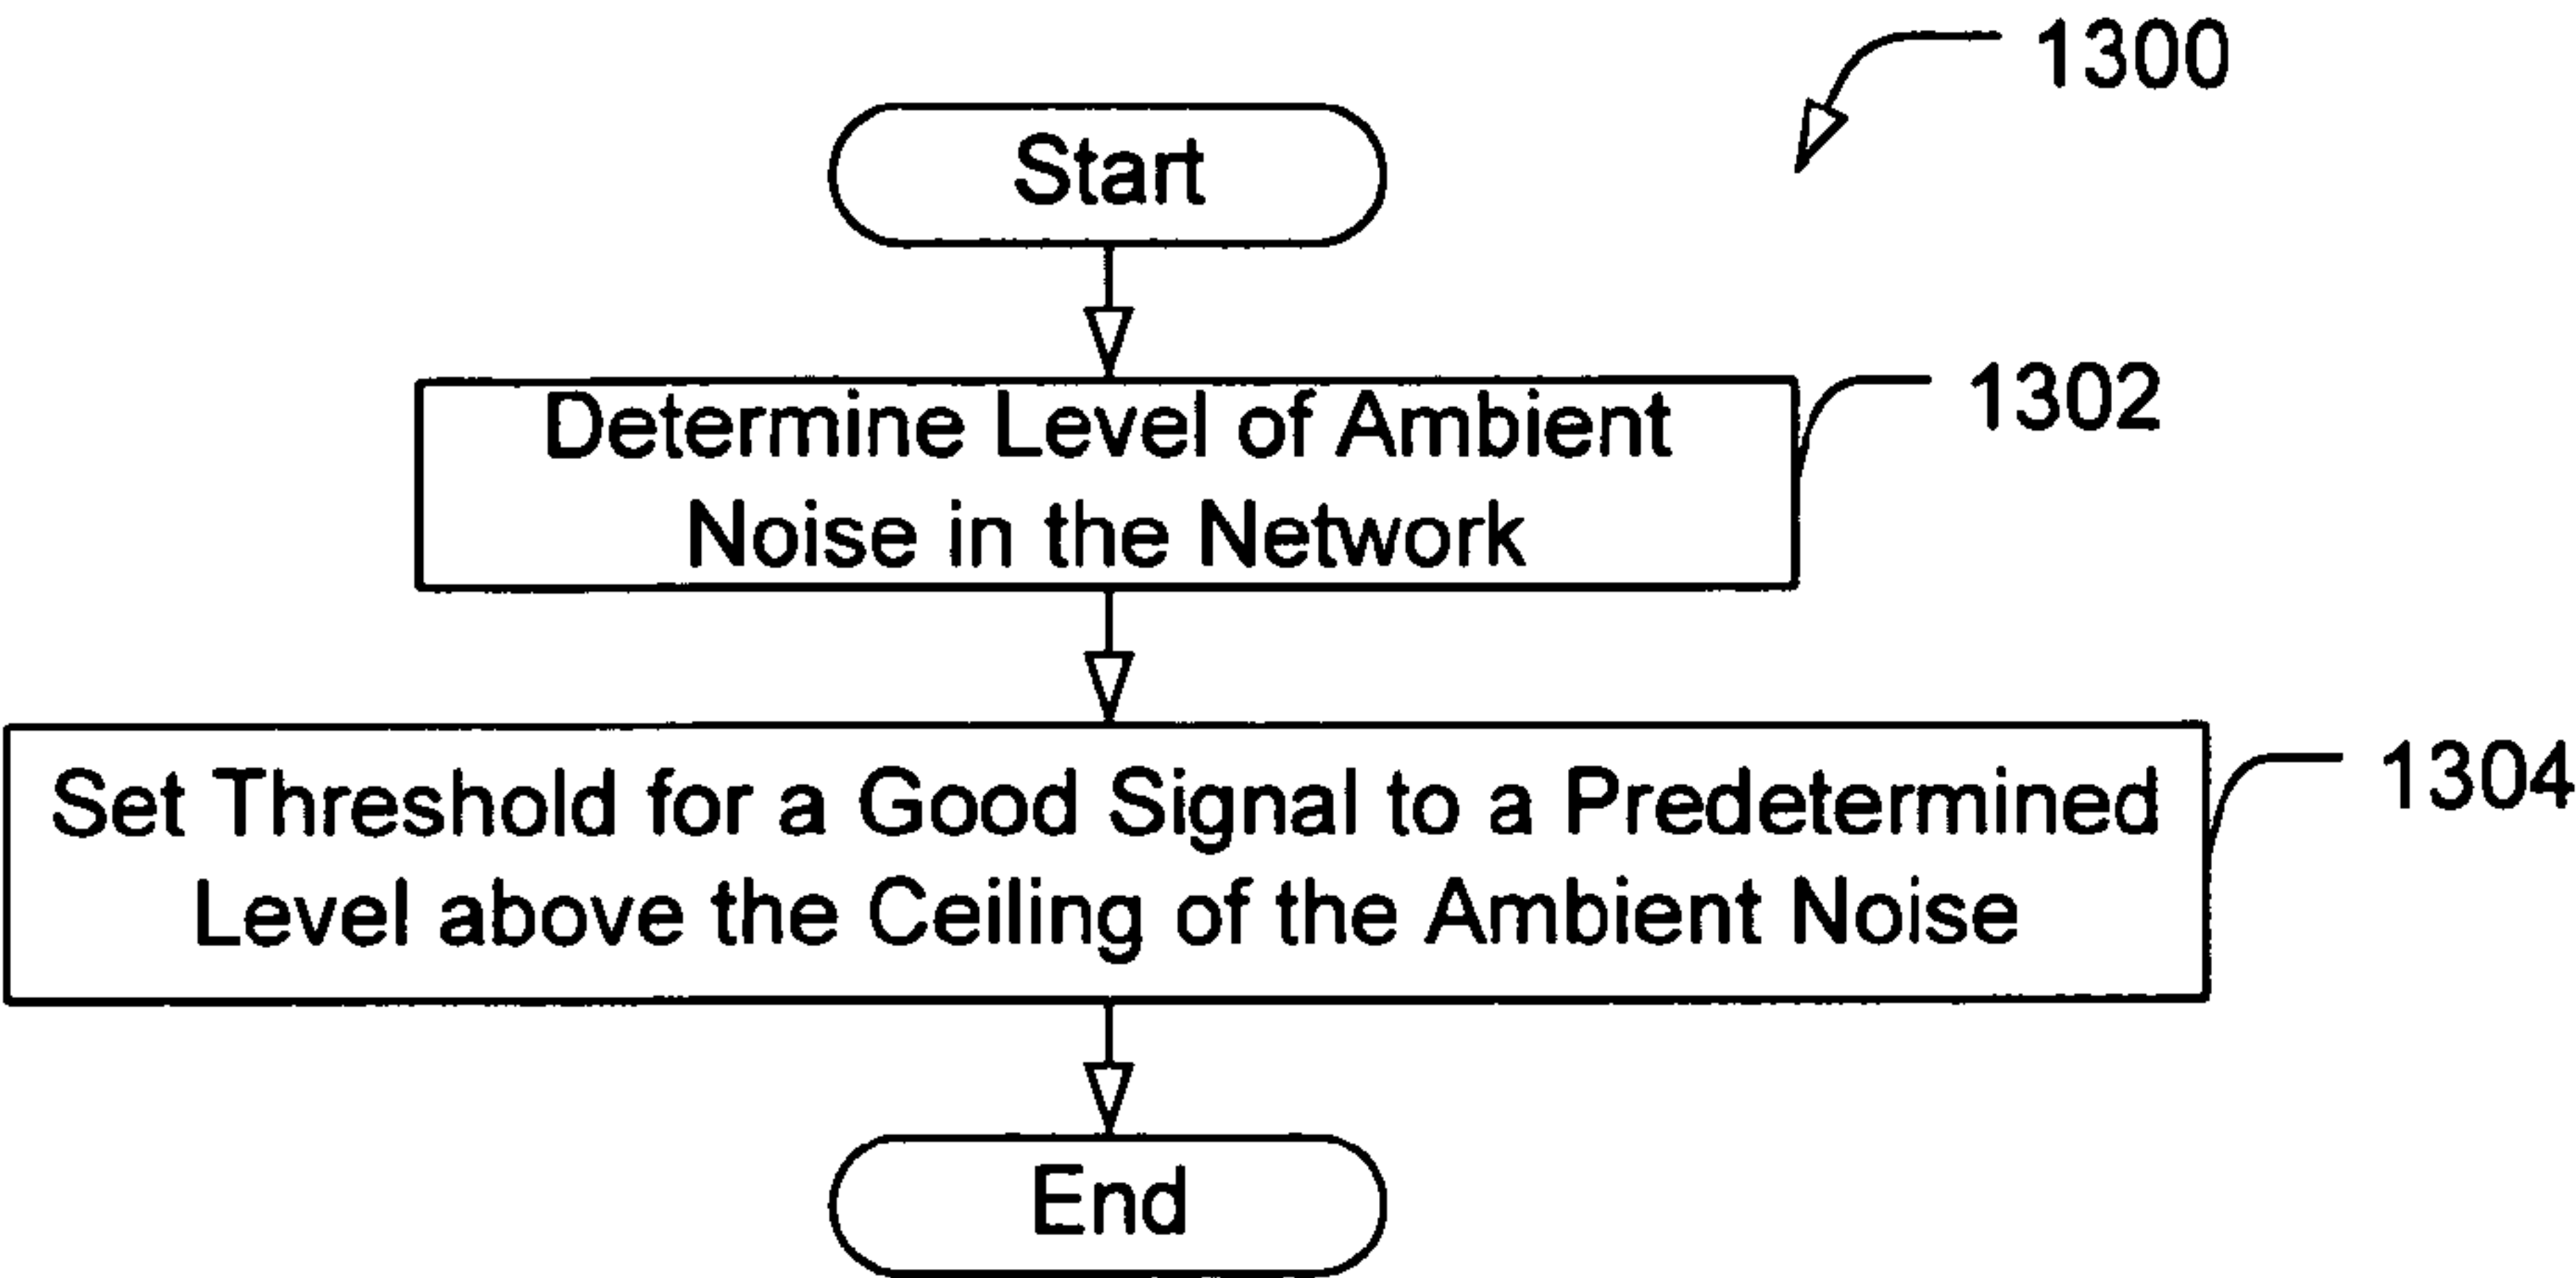 1300
Start
Determine Level of Ambient
Noise in the Network
1302
Set Threshold for a Good Signal to a Predetermined
Level above the Ceiling of the Ambient Noise
1304
End